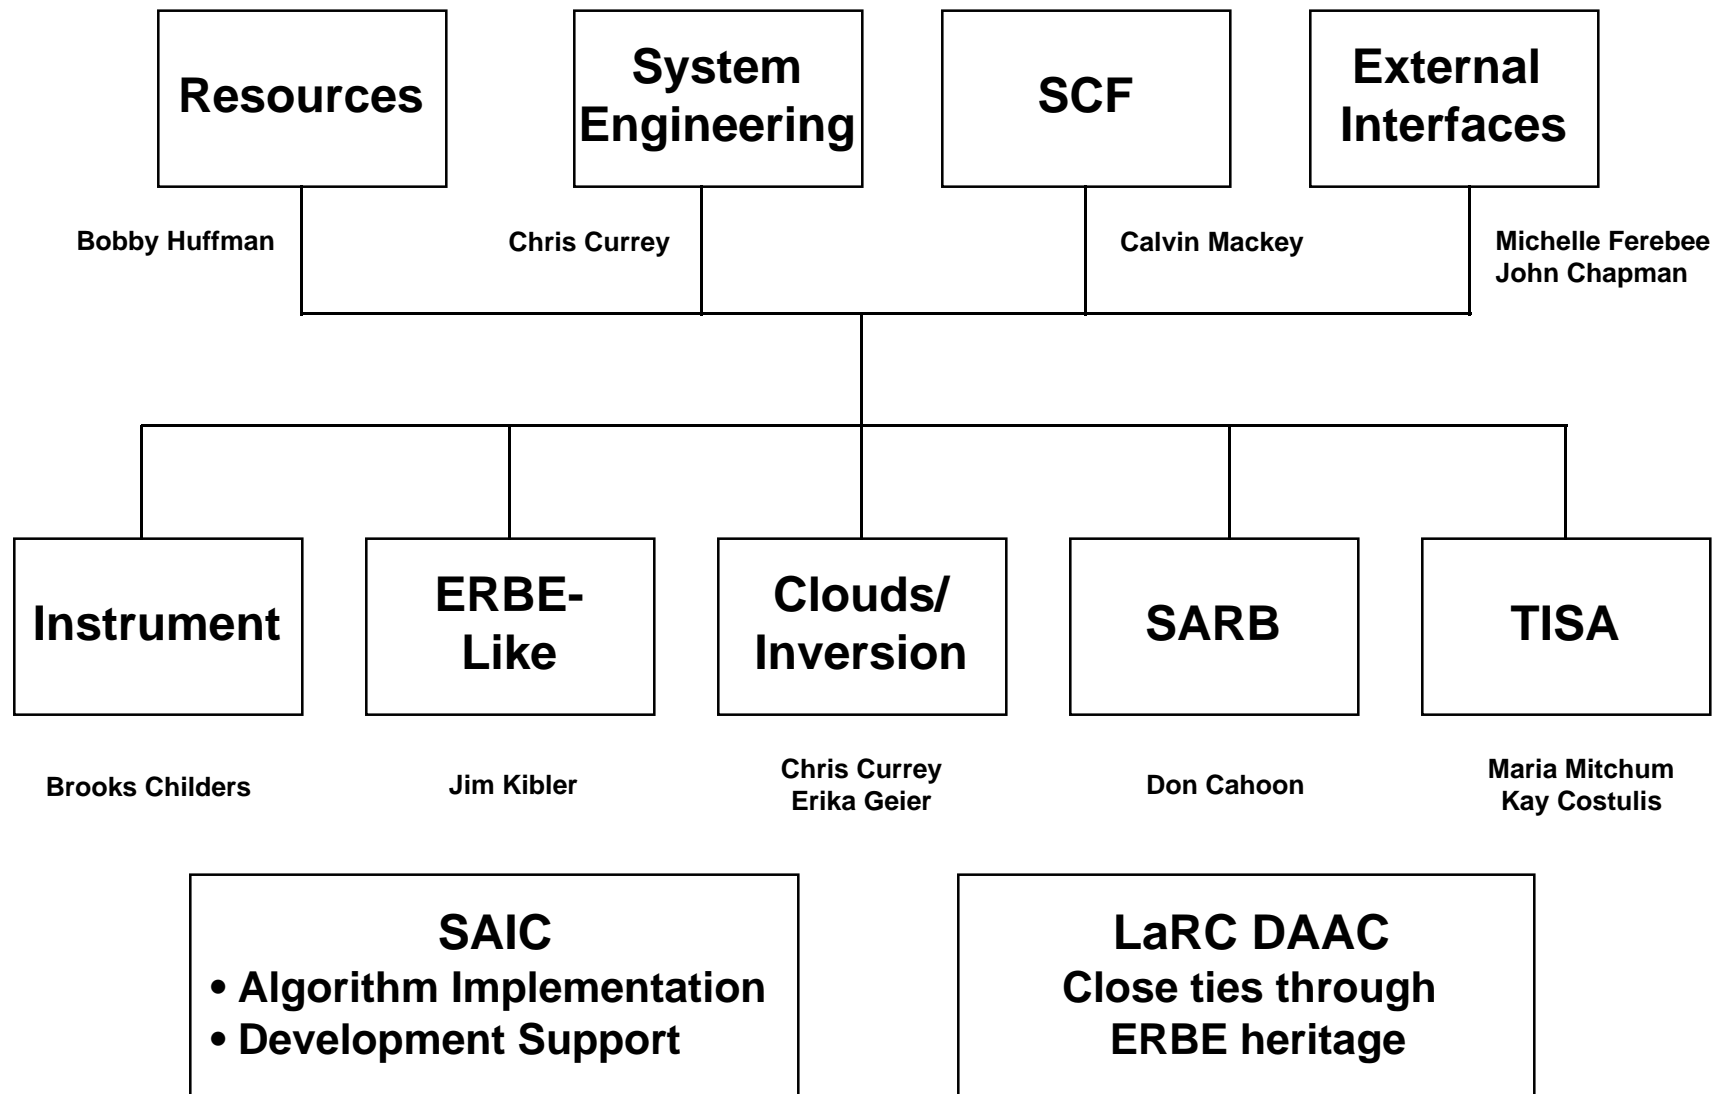 Resources
System
Engineering
SCF
External
Interfaces
Bobby Huffman
Chris Currey
Calvin Mackey
Michelle Ferebee
John Chapman
Instrument
ERBE-
Like
Clouds/
Inversion
SARB
TISA
Brooks Childers
Jim Kibler
Chris Currey
Erika Geier
Don Cahoon
Maria Mitchum
Kay Costulis
SAIC
• Algorithm Implementation
• Development Support
LaRC DAAC
Close ties through
ERBE heritage